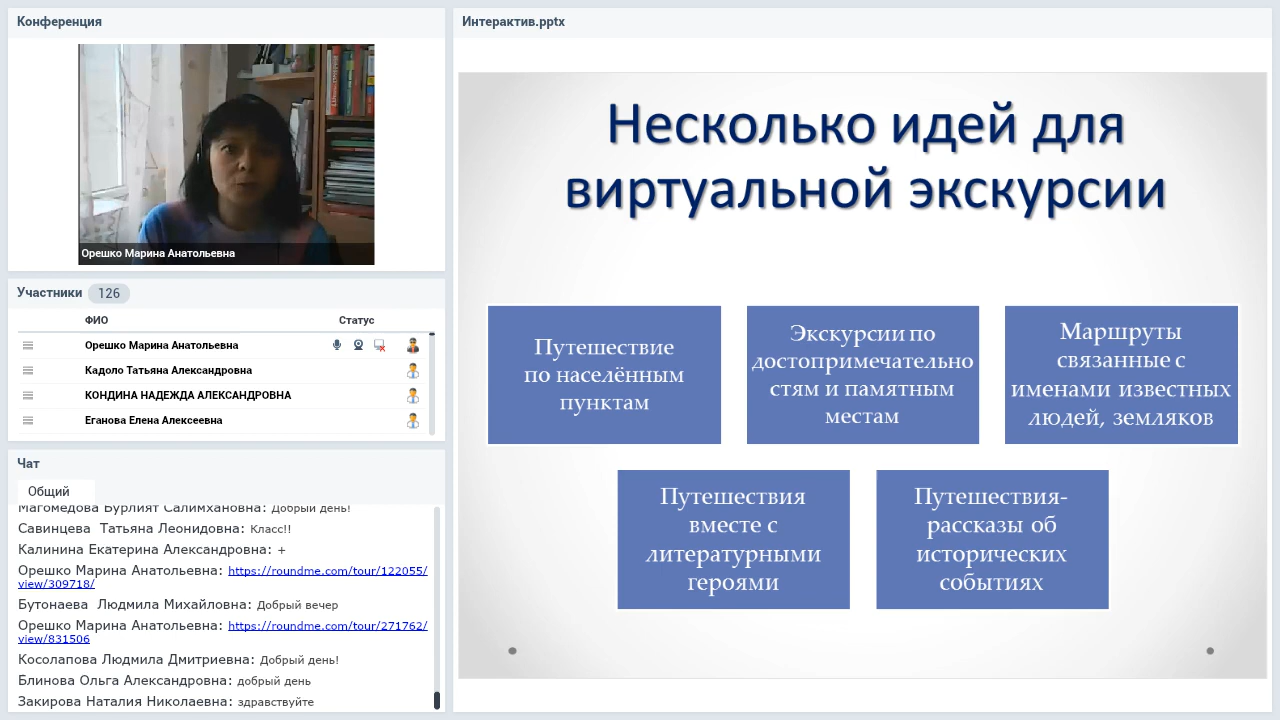 Конференция
Орешко Марина Анатольевна
Участники 126
ФИО Статус
Орешко Марина Анатольевна
Кадоло Татьяна Александровна
КОНДИНА НАДЕЖДА АЛЕКСАНДРОВНА
Еганова Елена Алексеевна
Чат
Общий
Магомедова Бурлият Салимхановна: Добрый день!
Савинцева Татьяна Леонидовна: Класс!!
Калинина Екатерина Александровна: +
Орешко Марина Анатольевна: https://roundme.com/tour/122055/
view/309718/
Бутонаева Людмила Михайловна: Добрый вечер
Орешко Марина Анатольевна: https://roundme.com/tour/271762/
view/831506
Косолапова Людмила Дмитриевна: Добрый день!
Блинова Ольга Александровна: добрый день
Закирова Наталия Николаевна: здравствуйте
Интерактив.pptx
Несколько идей для
виртуальной экскурсии
Путешествие
по населённым
пунктам
Экскурсии по
достопримечательно
стям и памятным
местам
Маршруты
связанные с
именами известных
людей, земляков
Путешествия
вместе с
литературными
героями
Путешествия-
рассказы об
исторических
событиях